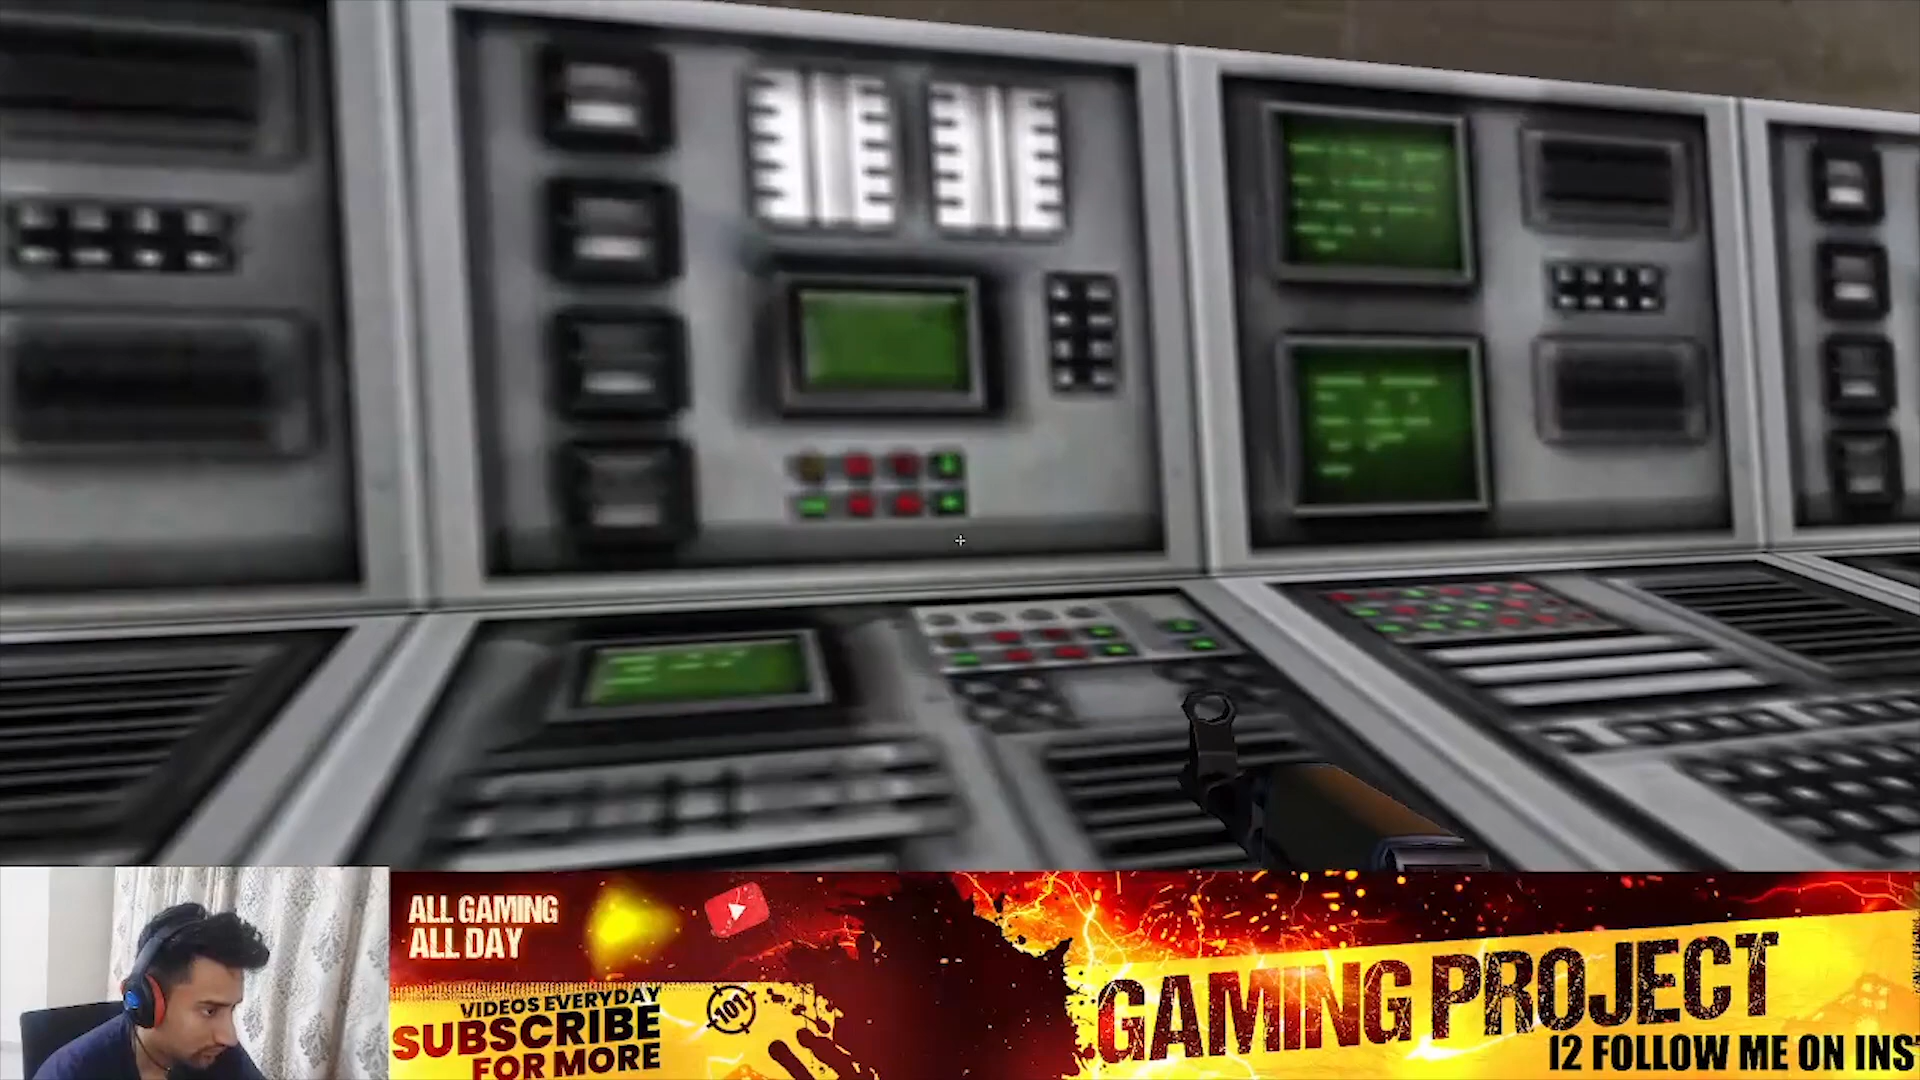 ALL GAMING
ALL DAY
VIDEOS EVERYDAY
SUBSCRIBE
FOR MORE
101
GAMING PROJECT
12 FOLLOW ME ON INS